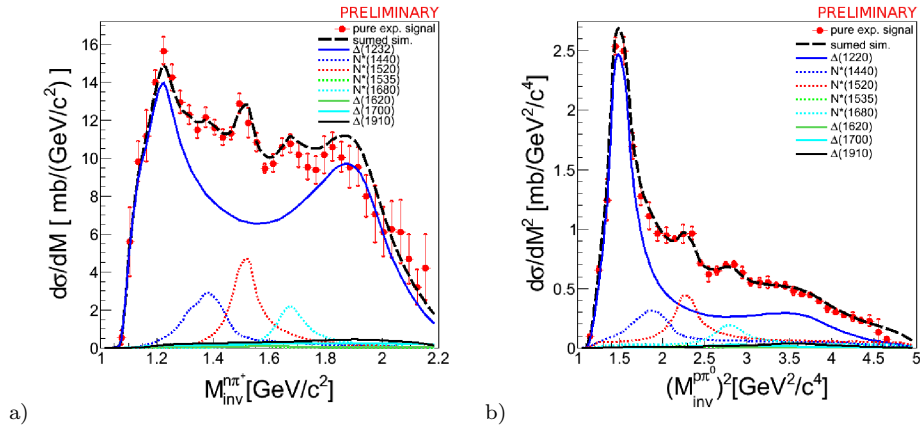 PRELIMINARY
pure exp. signal
sumed sim.
Δ(1232)
N*(1440)
N*(1520)
N*(1535)
N*(1680)
Δ(1620)
Δ(1700)
Δ(1910)
dσ/dM [ mb/(GeV/c²) ]
16
14
12
10
8
6
4
2
0
1 1.2 1.4 1.6 1.8 2 2.2
M_inv^{nπ⁺}[GeV/c²]
a)
PRELIMINARY
pure exp. signal
sumed sim.
Δ(1220)
N*(1440)
N*(1520)
N*(1535)
N*(1680)
Δ(1620)
Δ(1700)
Δ(1910)
dσ/dM² [mb/GeV²/c⁴]
2.5
2
1.5
1
0.5
0
1 1.5 2 2.5 3 3.5 4 4.5 5
(M_inv^{pπ⁰})²[GeV²/c⁴]
b)